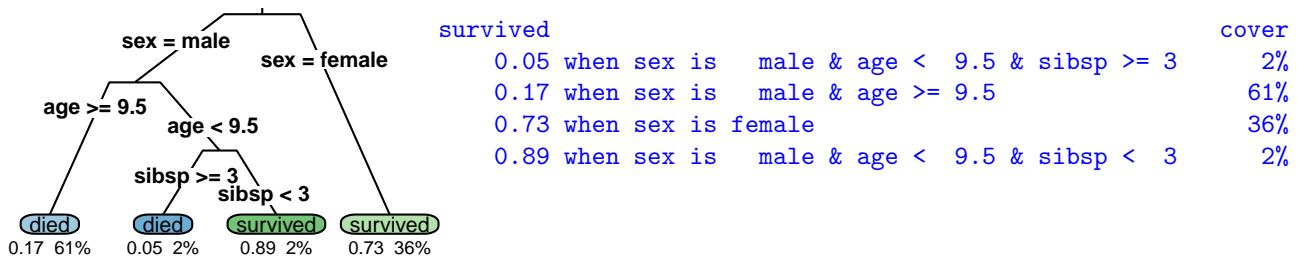 sex = male
sex = female
age >= 9.5
age < 9.5
sibsp >= 3
sibsp < 3
died
died
survived
survived
0.17 61%
0.05 2%
0.89 2%
0.73 36%
survived cover
0.05 when sex is male & age < 9.5 & sibsp >= 3 2%
0.17 when sex is male & age >= 9.5 61%
0.73 when sex is female 36%
0.89 when sex is male & age < 9.5 & sibsp < 3 2%